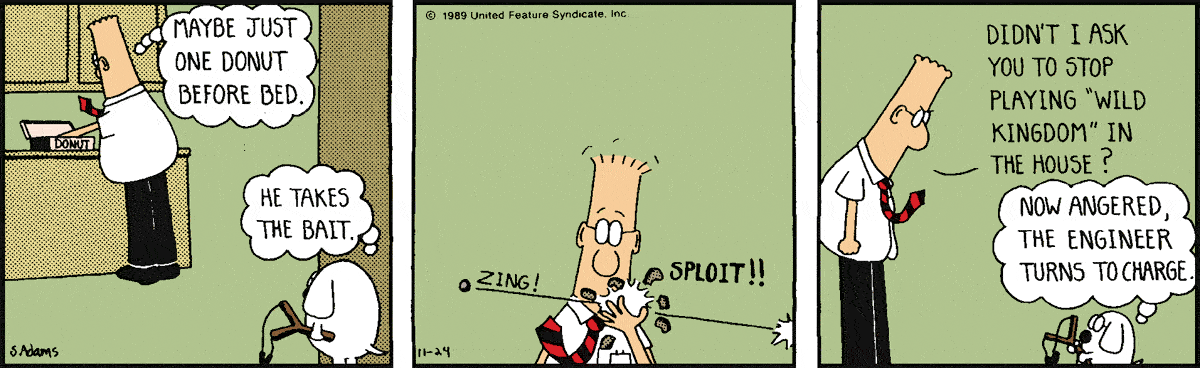 MAYBE JUST
ONE DONUT
BEFORE BED.
DONUT
HE TAKES
THE BAIT.
S Adams
© 1989 United Feature Syndicate, Inc.
ZING!
SPLOIT!!
11-24
DIDN'T I ASK
YOU TO STOP
PLAYING "WILD
KINGDOM" IN
THE HOUSE?
NOW ANGERED,
THE ENGINEER
TURNS TO CHARGE.